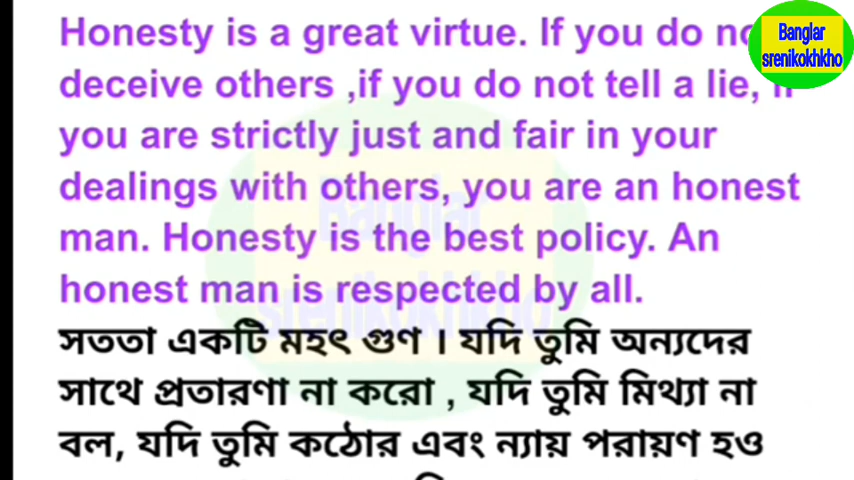 Honesty is a great virtue. If you do
deceive others ,if you do not tell a lie,
you are strictly just and fair in your
dealings with others, you are an honest
man. Honesty is the best policy. An
honest man is respected by all.
সততা একটি মহৎ গুণ । যদি তুমি অন্যদের
সাথে প্রতারণা না করো , যদি তুমি মিথ্যা না
বল, যদি তুমি কঠোর এবং ন্যায় পরায়ণ হও
Banglar
srenikokhkho
Banglar
srenikokhkho